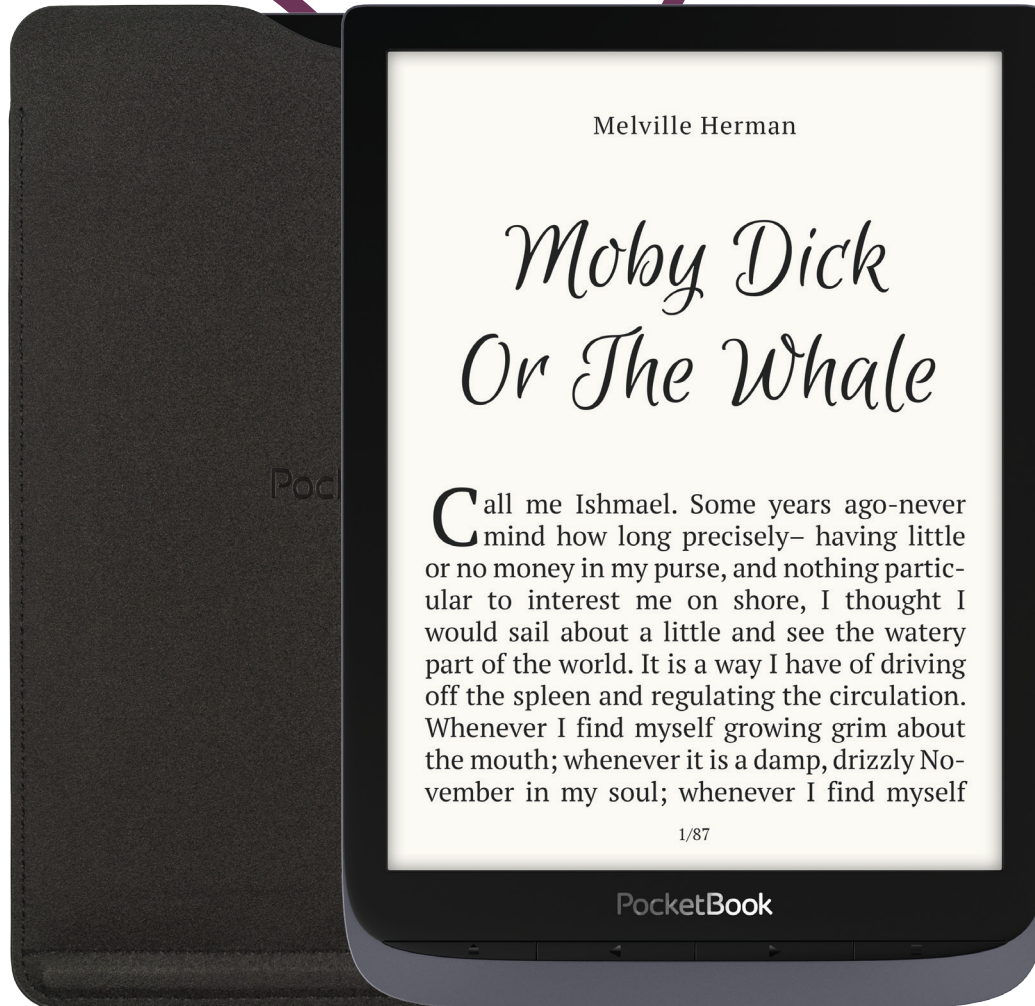 Melville Herman
Moby Dick
Or The Whale
Call me Ishmael. Some years ago-never
mind how long precisely– having little
or no money in my purse, and nothing partic-
ular to interest me on shore, I thought I
would sail about a little and see the watery
part of the world. It is a way I have of driving
off the spleen and regulating the circulation.
Whenever I find myself growing grim about
the mouth; whenever it is a damp, drizzly No-
vember in my soul; whenever I find myself
1/87
PocketBook